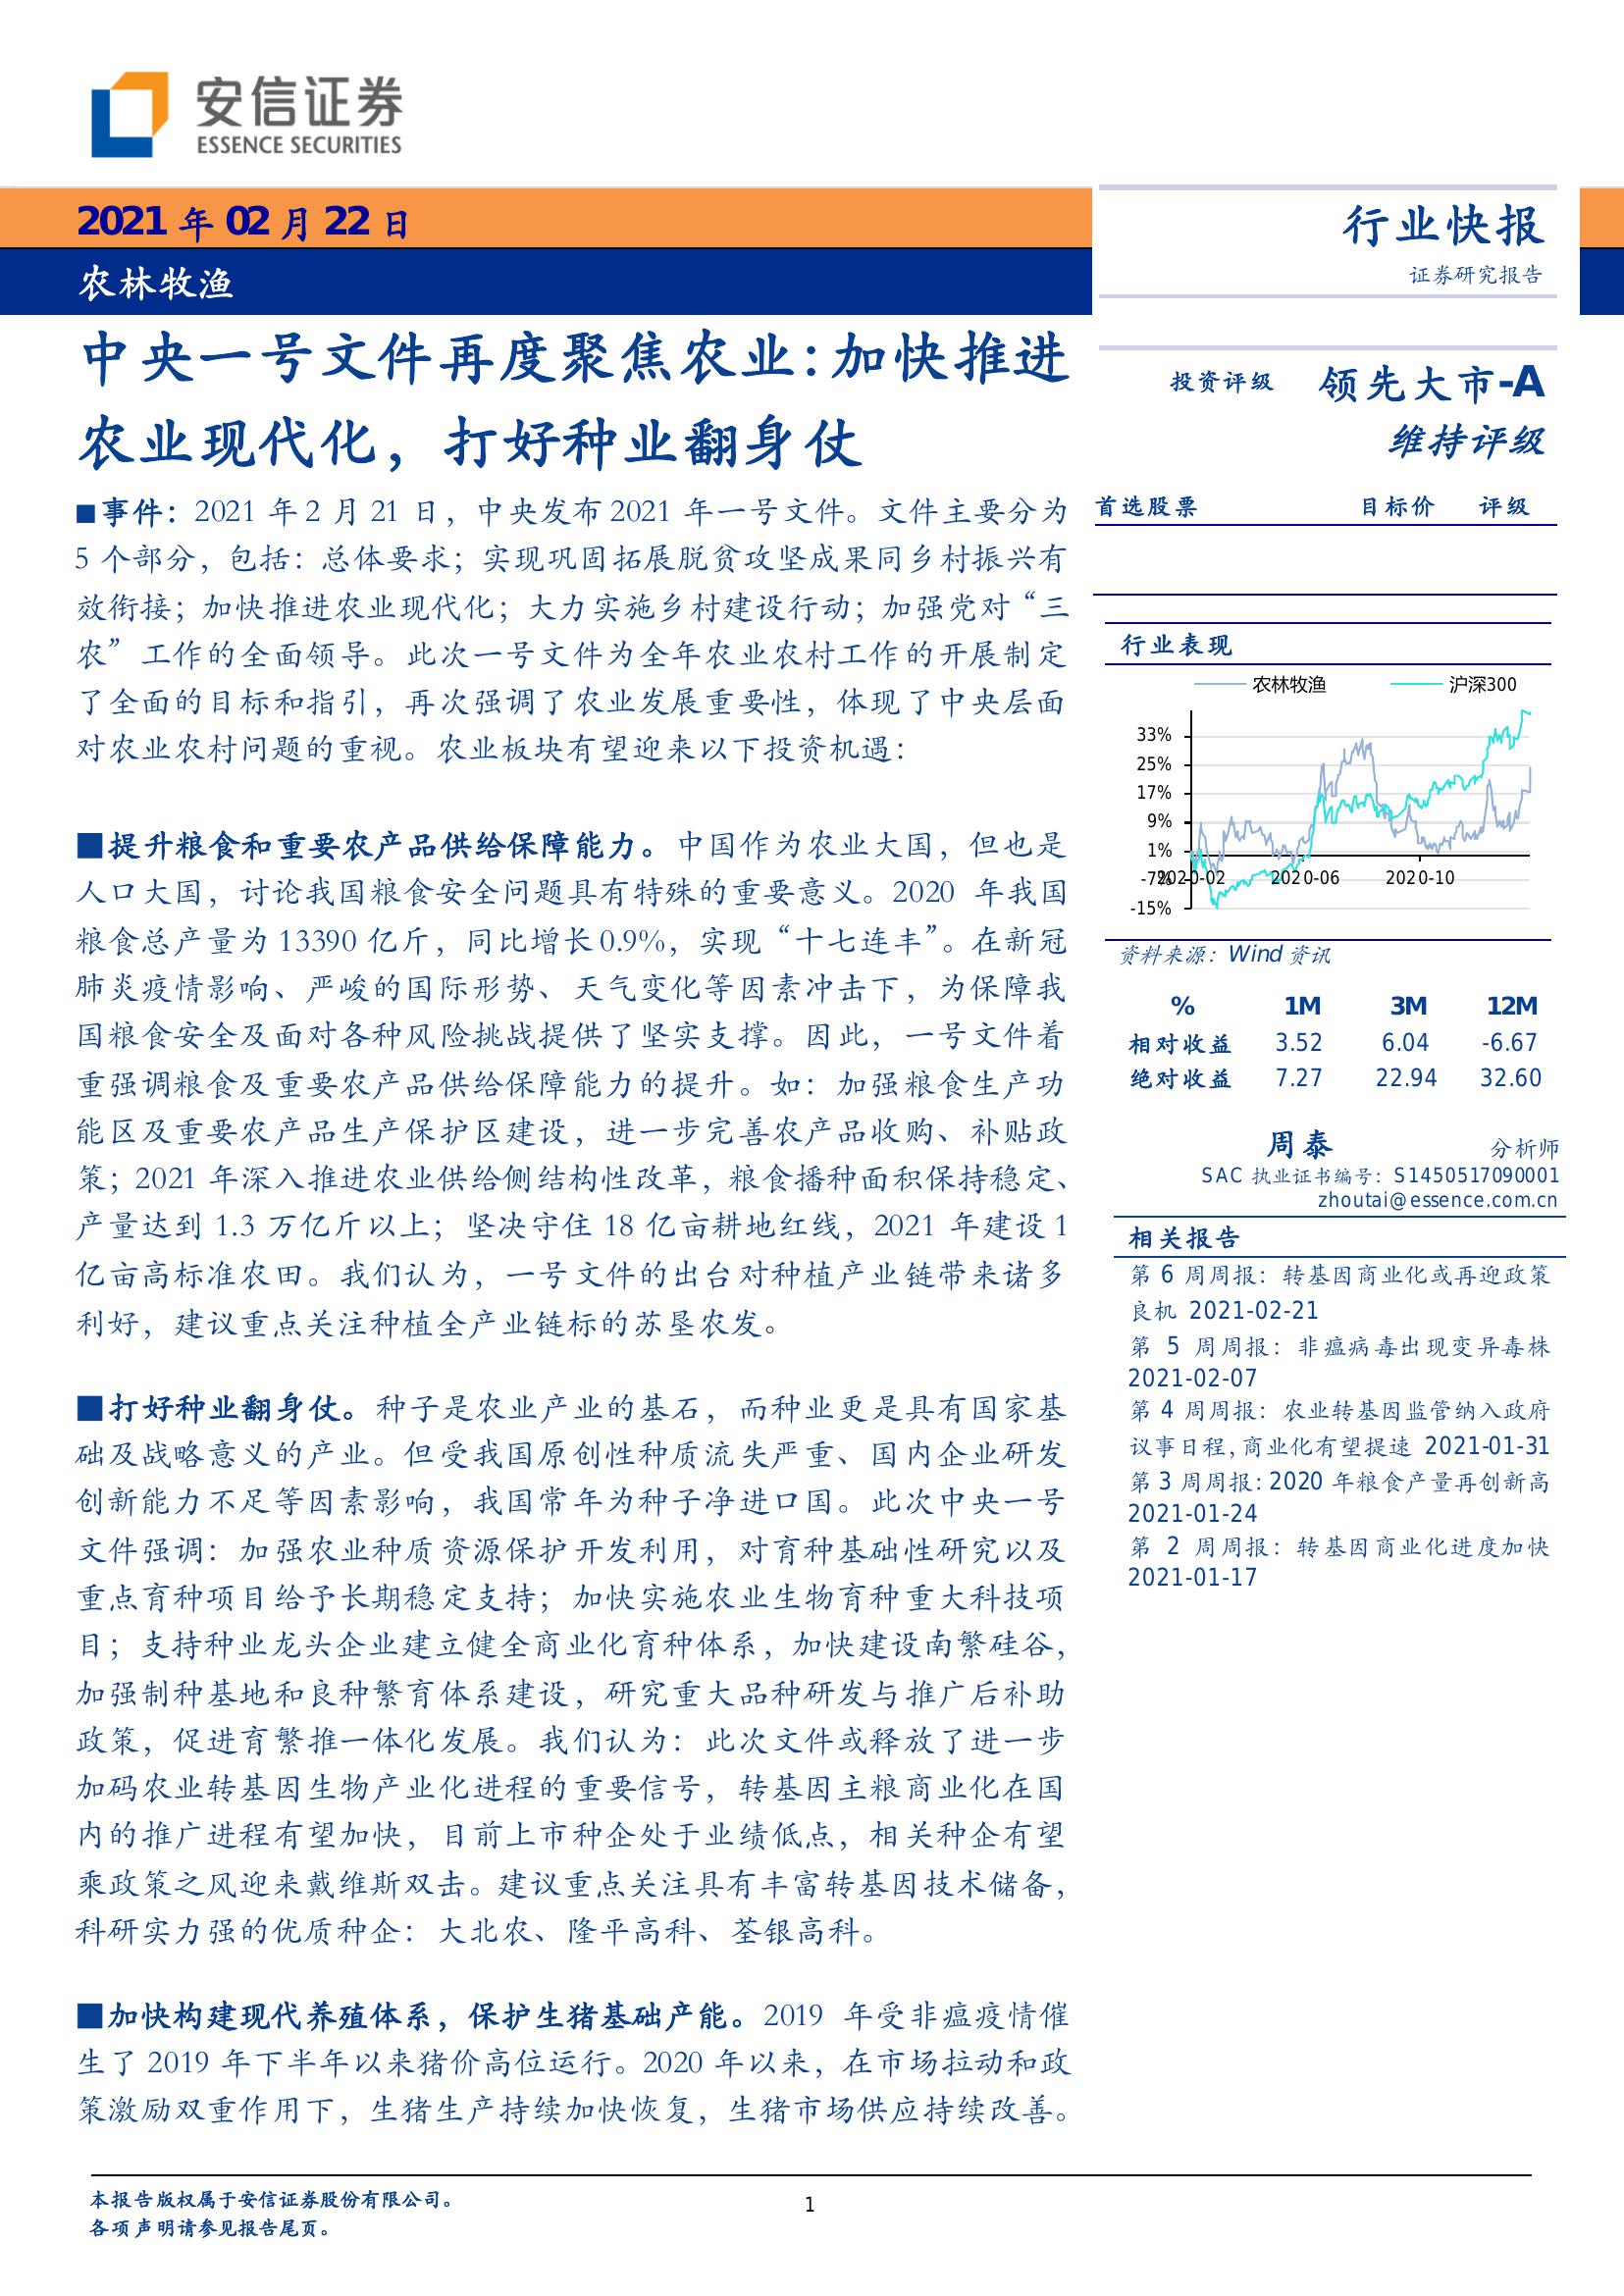 安信证券
ESSENCE SECURITIES
2021 年 02 月 22 日
农林牧渔
中央一号文件再度聚焦农业：加快推进
农业现代化，打好种业翻身仗
■事件：2021 年 2 月 21 日，中央发布 2021 年一号文件。文件主要分为
5 个部分，包括：总体要求；实现巩固拓展脱贫攻坚成果同乡村振兴有
效衔接；加快推进农业现代化；大力实施乡村建设行动；加强党对“三
农”工作的全面领导。此次一号文件为全年农业农村工作的开展制定
了全面的目标和指引，再次强调了农业发展重要性，体现了中央层面
对农业农村问题的重视。农业板块有望迎来以下投资机遇：
■提升粮食和重要农产品供给保障能力。中国作为农业大国，但也是
人口大国，讨论我国粮食安全问题具有特殊的重要意义。2020 年我国
粮食总产量为 13390 亿斤，同比增长 0.9%，实现“十七连丰”。在新冠
肺炎疫情影响、严峻的国际形势、天气变化等因素冲击下，为保障我
国粮食安全及面对各种风险挑战提供了坚实支撑。因此，一号文件着
重强调粮食及重要农产品供给保障能力的提升。如：加强粮食生产功
能区及重要农产品生产保护区建设，进一步完善农产品收购、补贴政
策；2021 年深入推进农业供给侧结构性改革，粮食播种面积保持稳定、
产量达到 1.3 万亿斤以上；坚决守住 18 亿亩耕地红线，2021 年建设 1
亿亩高标准农田。我们认为，一号文件的出台对种植产业链带来诸多
利好，建议重点关注种植全产业链标的苏垦农发。
■打好种业翻身仗。种子是农业产业的基石，而种业更是具有国家基
础及战略意义的产业。但受我国原创性种质流失严重、国内企业研发
创新能力不足等因素影响，我国常年为种子净进口国。此次中央一号
文件强调：加强农业种质资源保护开发利用，对育种基础性研究以及
重点育种项目给予长期稳定支持；加快实施农业生物育种重大科技项
目；支持种业龙头企业建立健全商业化育种体系，加快建设南繁硅谷，
加强制种基地和良种繁育体系建设，研究重大品种研发与推广后补助
政策，促进育繁推一体化发展。我们认为：此次文件或释放了进一步
加码农业转基因生物产业化进程的重要信号，转基因主粮商业化在国
内的推广进程有望加快，目前上市种企处于业绩低点，相关种企有望
乘政策之风迎来戴维斯双击。建议重点关注具有丰富转基因技术储备，
科研实力强的优质种企：大北农、隆平高科、荃银高科。
■加快构建现代养殖体系，保护生猪基础产能。2019 年受非瘟疫情催
生了 2019 年下半年以来猪价高位运行。2020 年以来，在市场拉动和政
策激励双重作用下，生猪生产持续加快恢复，生猪市场供应持续改善。
行业快报
证券研究报告
投资评级 领先大市-A
维持评级
首选股票 目标价 评级
行业表现
农林牧渔 沪深300
33%
25%
17%
9%
1%
-7%
-15%
2020-02 2020-06 2020-10
资料来源：Wind 资讯
% 1M 3M 12M
相对收益 3.52 6.04 -6.67
绝对收益 7.27 22.94 32.60
周泰 分析师
SAC 执业证书编号：S1450517090001
zhoutai@essence.com.cn
相关报告
第 6 周周报：转基因商业化或再迎政策
良机 2021-02-21
第 5 周周报：非瘟病毒出现变异毒株
2021-02-07
第 4 周周报：农业转基因监管纳入政府
议事日程，商业化有望提速 2021-01-31
第 3 周周报：2020 年粮食产量再创新高
2021-01-24
第 2 周周报：转基因商业化进度加快
2021-01-17
本报告版权属于安信证券股份有限公司。
各项声明请参见报告尾页。
1